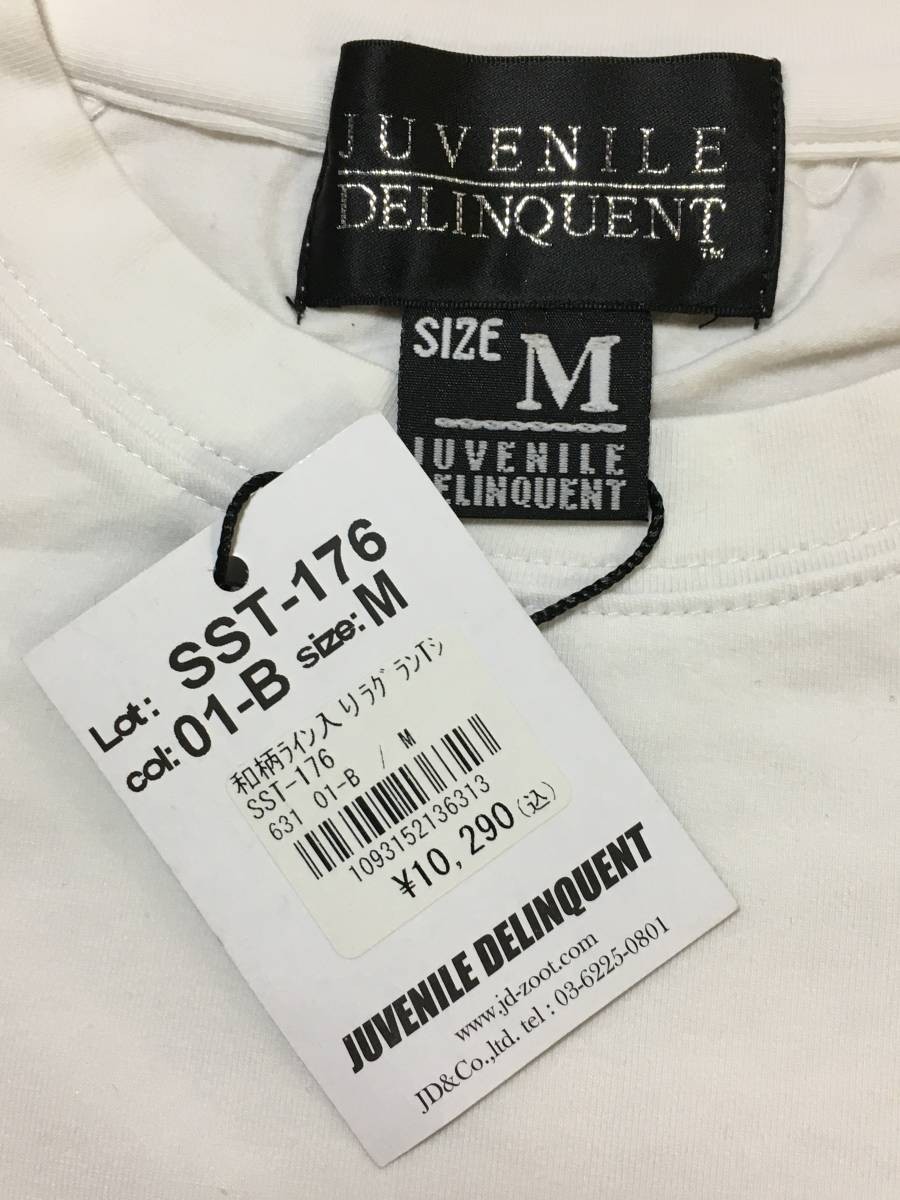 JUVENILE
DELINQUENT™
SIZE M
JUVENILE
DELINQUENT
Lot: SST-176
col: 01-B size: M
和柄ﾗｲﾝ入りﾗｸﾞﾗﾝTｼ
SST-176
631 01-B / M
1093152136313
¥10,290(込)
JUVENILE DELINQUENT
www.jd-zoot.com
JD&Co.,ltd. tel : 03-6225-0801